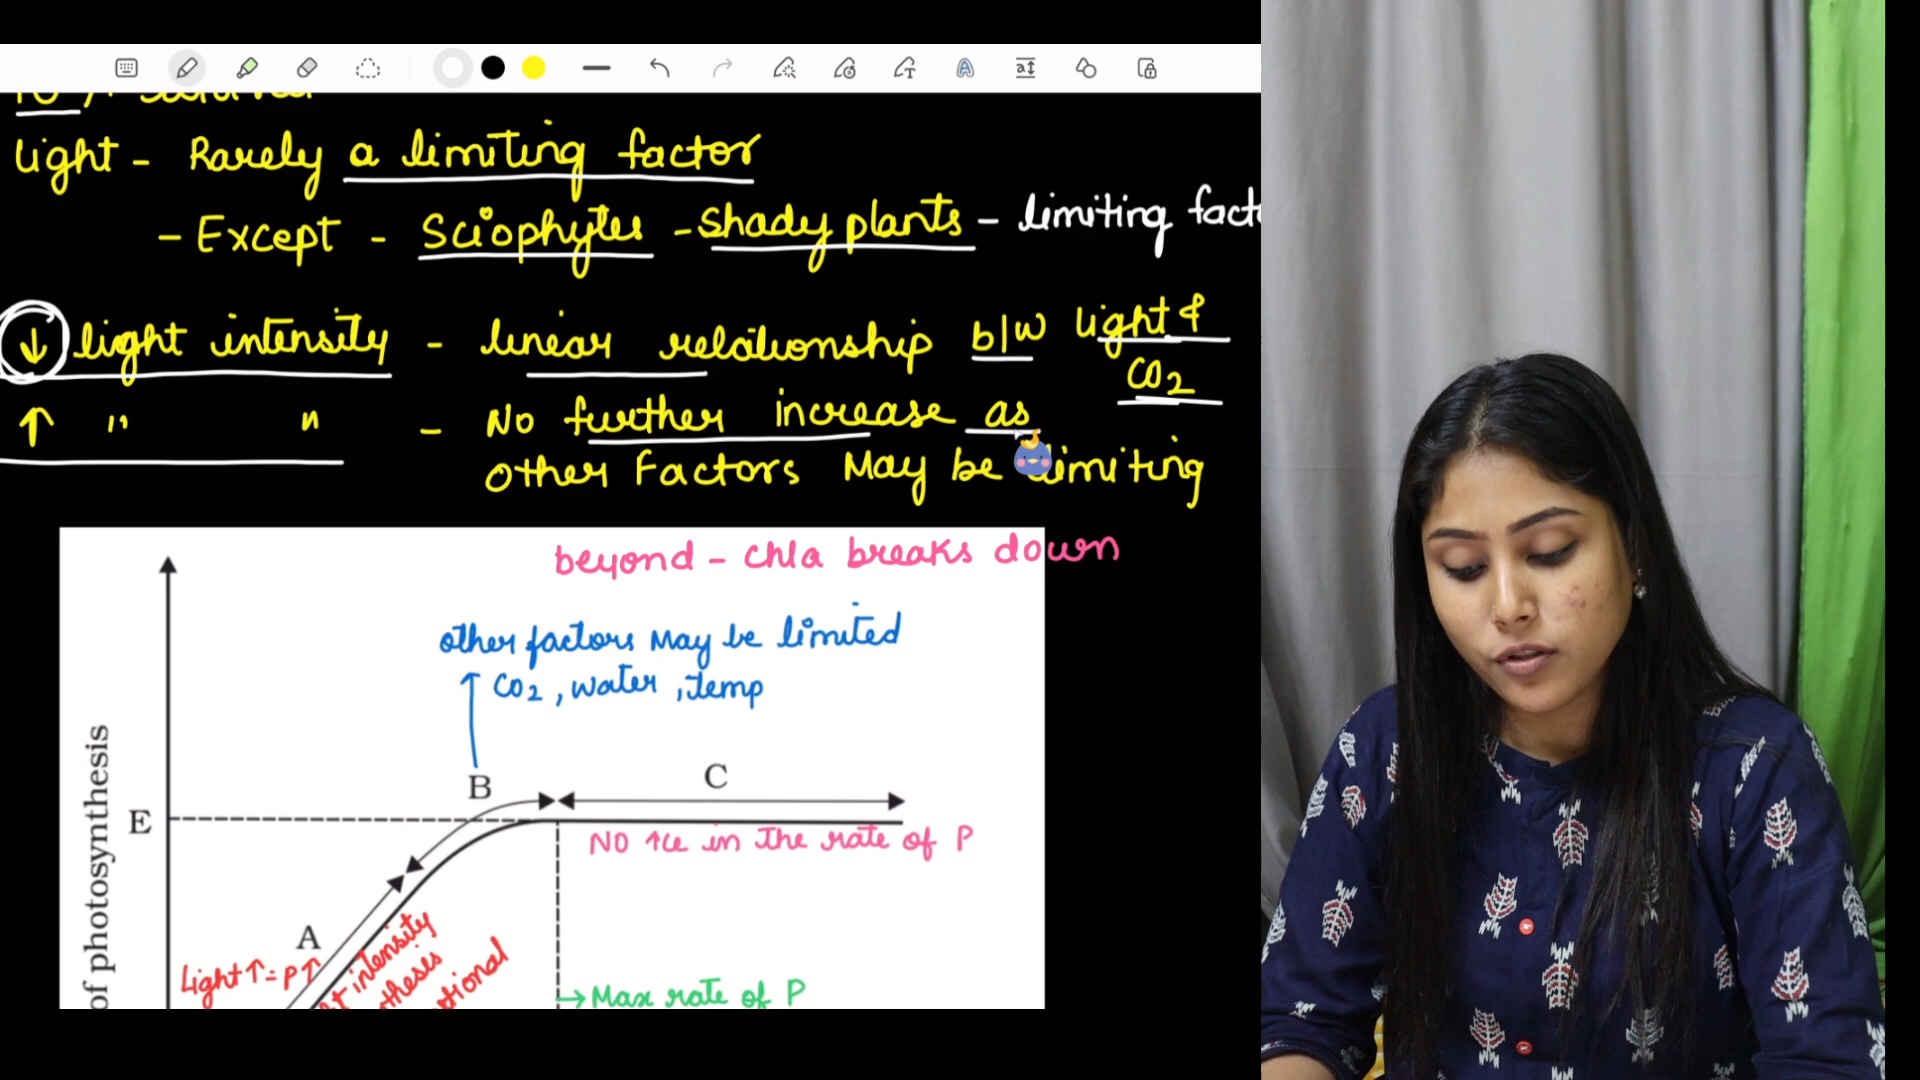 light - Rarely a limiting factor
- Except - Sciophytes - Shady plants - limiting fact
↓ light intensity - linear relationship b/w light &
CO2
↑ " " - No further increase as
other Factors May be limiting
beyond - chla breaks down
other factors May be limited
CO2, water, temp
B
C
E
NO ↑ce in the rate of P
A
light ↑ = P↑
intensity
→ Max rate of P
of photosynthesis